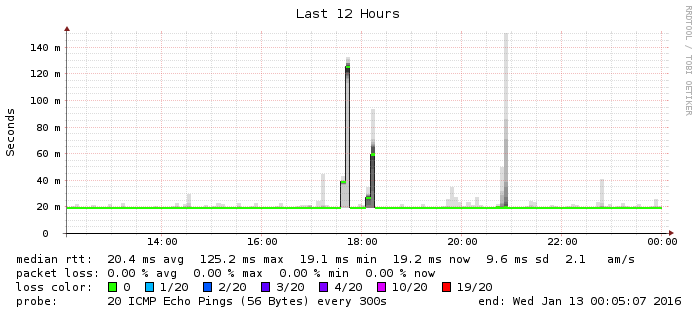 Last 12 Hours
RRDTOOL / TOBI OETIKER
Seconds
140 m
120 m
100 m
80 m
60 m
40 m
20 m
0
14:00 16:00 18:00 20:00 22:00 00:00
median rtt: 20.4 ms avg 125.2 ms max 19.1 ms min 19.2 ms now 9.6 ms sd 2.1 am/s
packet loss: 0.00 % avg 0.00 % max 0.00 % min 0.00 % now
loss color: 0 1/20 2/20 3/20 4/20 10/20 19/20
probe: 20 ICMP Echo Pings (56 Bytes) every 300s end: Wed Jan 13 00:05:07 2016